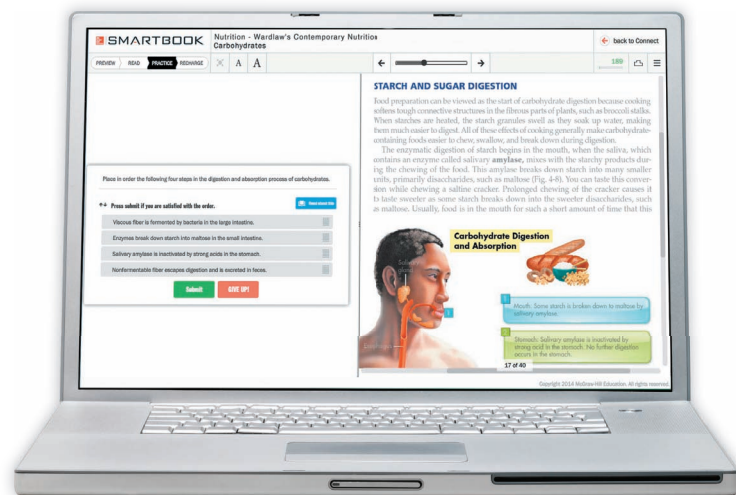 SMARTBOOK
Nutrition - Wardlaw's Contemporary Nutrition
Carbohydrates
back to Connect
PREVIEW READ PRACTICE RECHARGE
A A
189
Place in order the following four steps in the digestion and absorption process of carbohydrates.
Press submit if you are satisfied with the order.
Read about this
Viscous fiber is fermented by bacteria in the large intestine.
Enzymes break down starch into maltose in the small intestine.
Salivary amylase is inactivated by strong acids in the stomach.
Nonfermentable fiber escapes digestion and is excreted in feces.
Submit GIVE UP!
STARCH AND SUGAR DIGESTION
Food preparation can be viewed as the start of carbohydrate digestion because cooking
softens tough connective structures in the fibrous parts of plants, such as broccoli stalks.
When starches are heated, the starch granules swell as they soak up water, making
them much easier to digest. All of these effects of cooking generally make carbohydrate-
containing foods easier to chew, swallow, and break down during digestion.
The enzymatic digestion of starch begins in the mouth, when the saliva, which
contains an enzyme called salivary amylase, mixes with the starchy products dur-
ing the chewing of the food. This amylase breaks down starch into many smaller
units, primarily disaccharides, such as maltose (Fig. 4-8). You can taste this conver-
sion while chewing a saltine cracker. Prolonged chewing of the cracker causes it
to taste sweeter as some starch breaks down into the sweeter disaccharides, such
as maltose. Usually, food is in the mouth for such a short amount of time that this
Carbohydrate Digestion
and Absorption
Mouth: Some starch is broken down to maltose by
salivary amylase.
Stomach: Salivary amylase is inactivated by
strong acid in the stomach. No further digestion
occurs in the stomach.
17 of 40
Copyright 2014 McGraw-Hill Education. All rights reserved